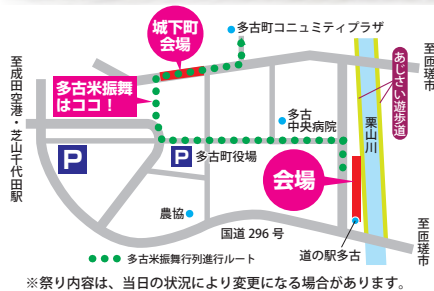 城下町
会場
多古町コニュミティプラザ
至匝瑳市
多古米振舞
はココ！
至成田空港・芝山千代田駅
あじさい遊歩道
栗山川
多古
中央病院
P
P
多古町役場
会場
農協
国道 296 号
道の駅多古
至匝瑳市
多古米振舞行列進行ルート
※祭り内容は、当日の状況により変更になる場合があります。